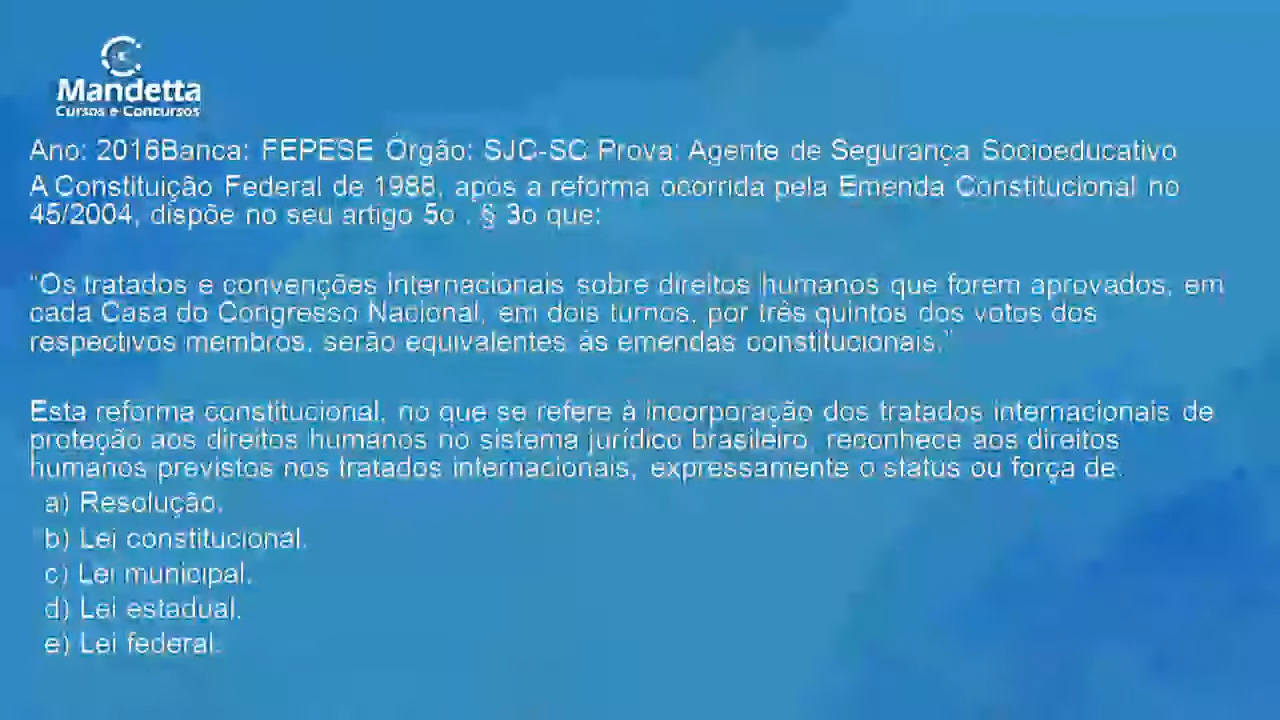 Mandetta
Cursos e Concursos
Ano: 2016Banca: FEPESE Órgão: SJC-SC Prova: Agente de Segurança Socioeducativo
A Constituição Federal de 1988, após a reforma ocorrida pela Emenda Constitucional no
45/2004, dispõe no seu artigo 5o , § 3o que:
“Os tratados e convenções internacionais sobre direitos humanos que forem aprovados, em
cada Casa do Congresso Nacional, em dois turnos, por três quintos dos votos dos
respectivos membros, serão equivalentes às emendas constitucionais.”
Esta reforma constitucional, no que se refere à incorporação dos tratados internacionais de
proteção aos direitos humanos no sistema jurídico brasileiro, reconhece aos direitos
humanos previstos nos tratados internacionais, expressamente o status ou força de:
a) Resolução.
b) Lei constitucional.
c) Lei municipal.
d) Lei estadual.
e) Lei federal.